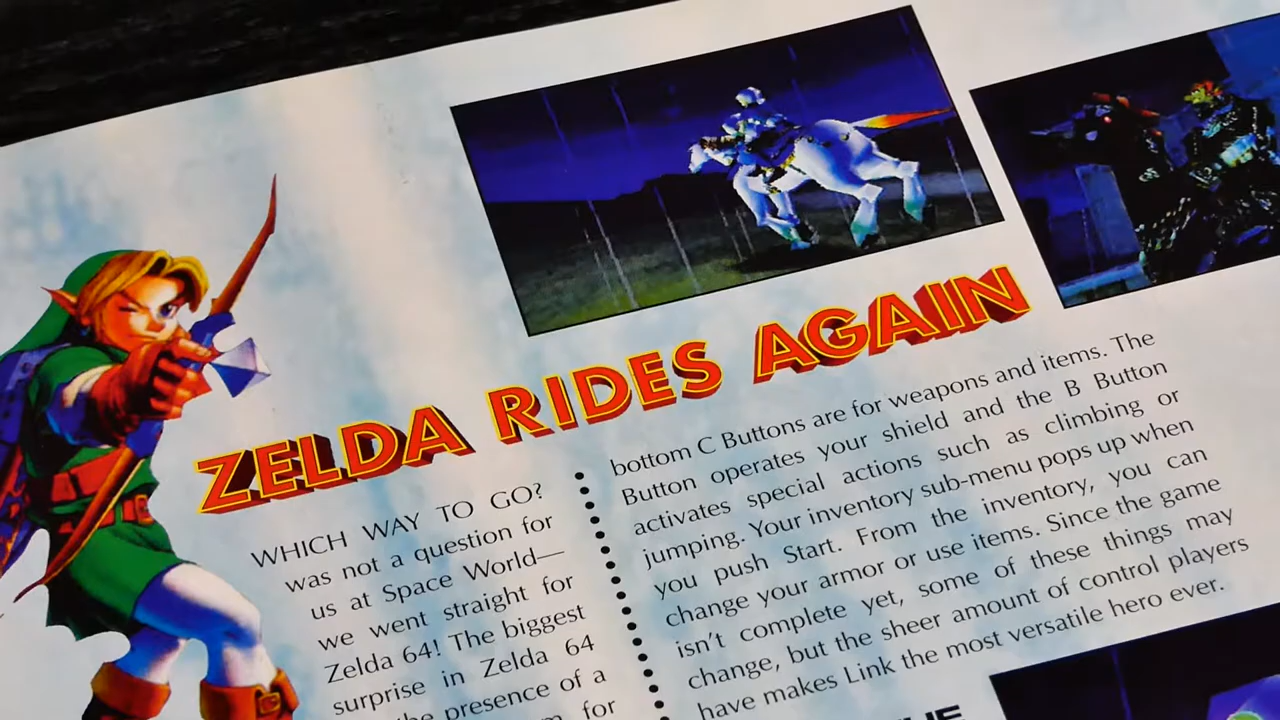 ZELDA RIDES AGAIN
WHICH WAY TO GO?
was not a question for
us at Space World—
we went straight for
Zelda 64! The biggest
surprise in Zelda 64
the presence of a
for
bottom C Buttons are for weapons and items. The
Button operates your shield and the B Button
activates special actions such as climbing or
jumping. Your inventory sub-menu pops up when
you push Start. From the inventory, you can
change your armor or use items. Since the game
isn't complete yet, some of these things may
change, but the sheer amount of control players
have makes Link the most versatile hero ever.